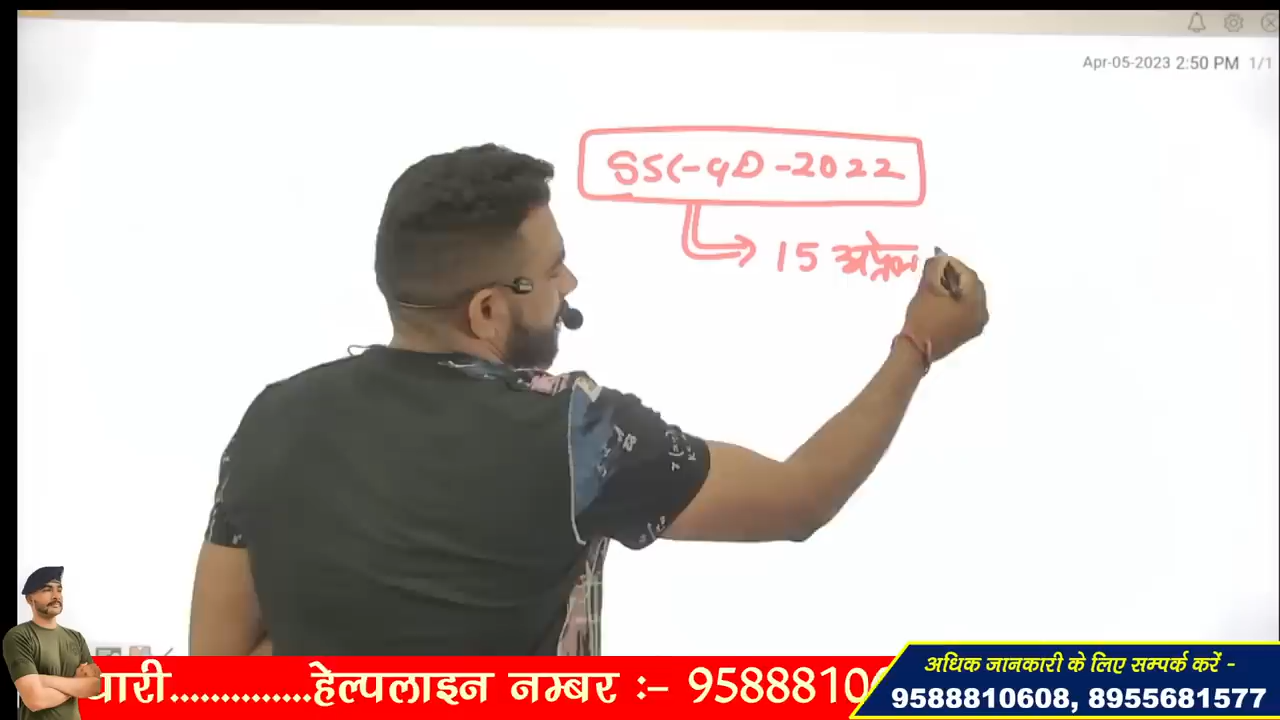 Apr-05-2023 2:50 PM 1/1
SSC-GD-2022
15 अप्रैल
यारी..............हेल्पलाइन नम्बर :- 95888106
अधिक जानकारी के लिए सम्पर्क करें -
9588810608, 8955681577